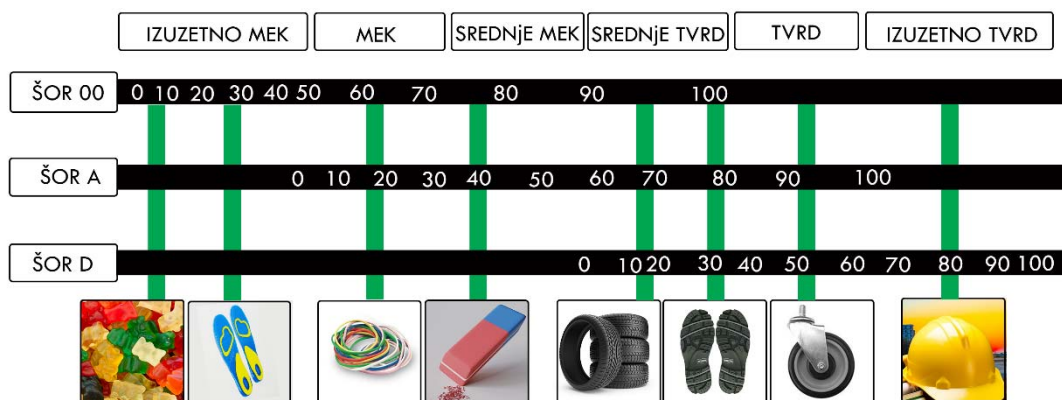 IZUZETNO MEK MEK SREDNjE MEK SREDNjE TVRD TVRD IZUZETNO TVRD
ŠOR 00 0 10 20 30 40 50 60 70 80 90 100
ŠOR A 0 10 20 30 40 50 60 70 80 90 100
ŠOR D 0 10 20 30 40 50 60 70 80 90 100